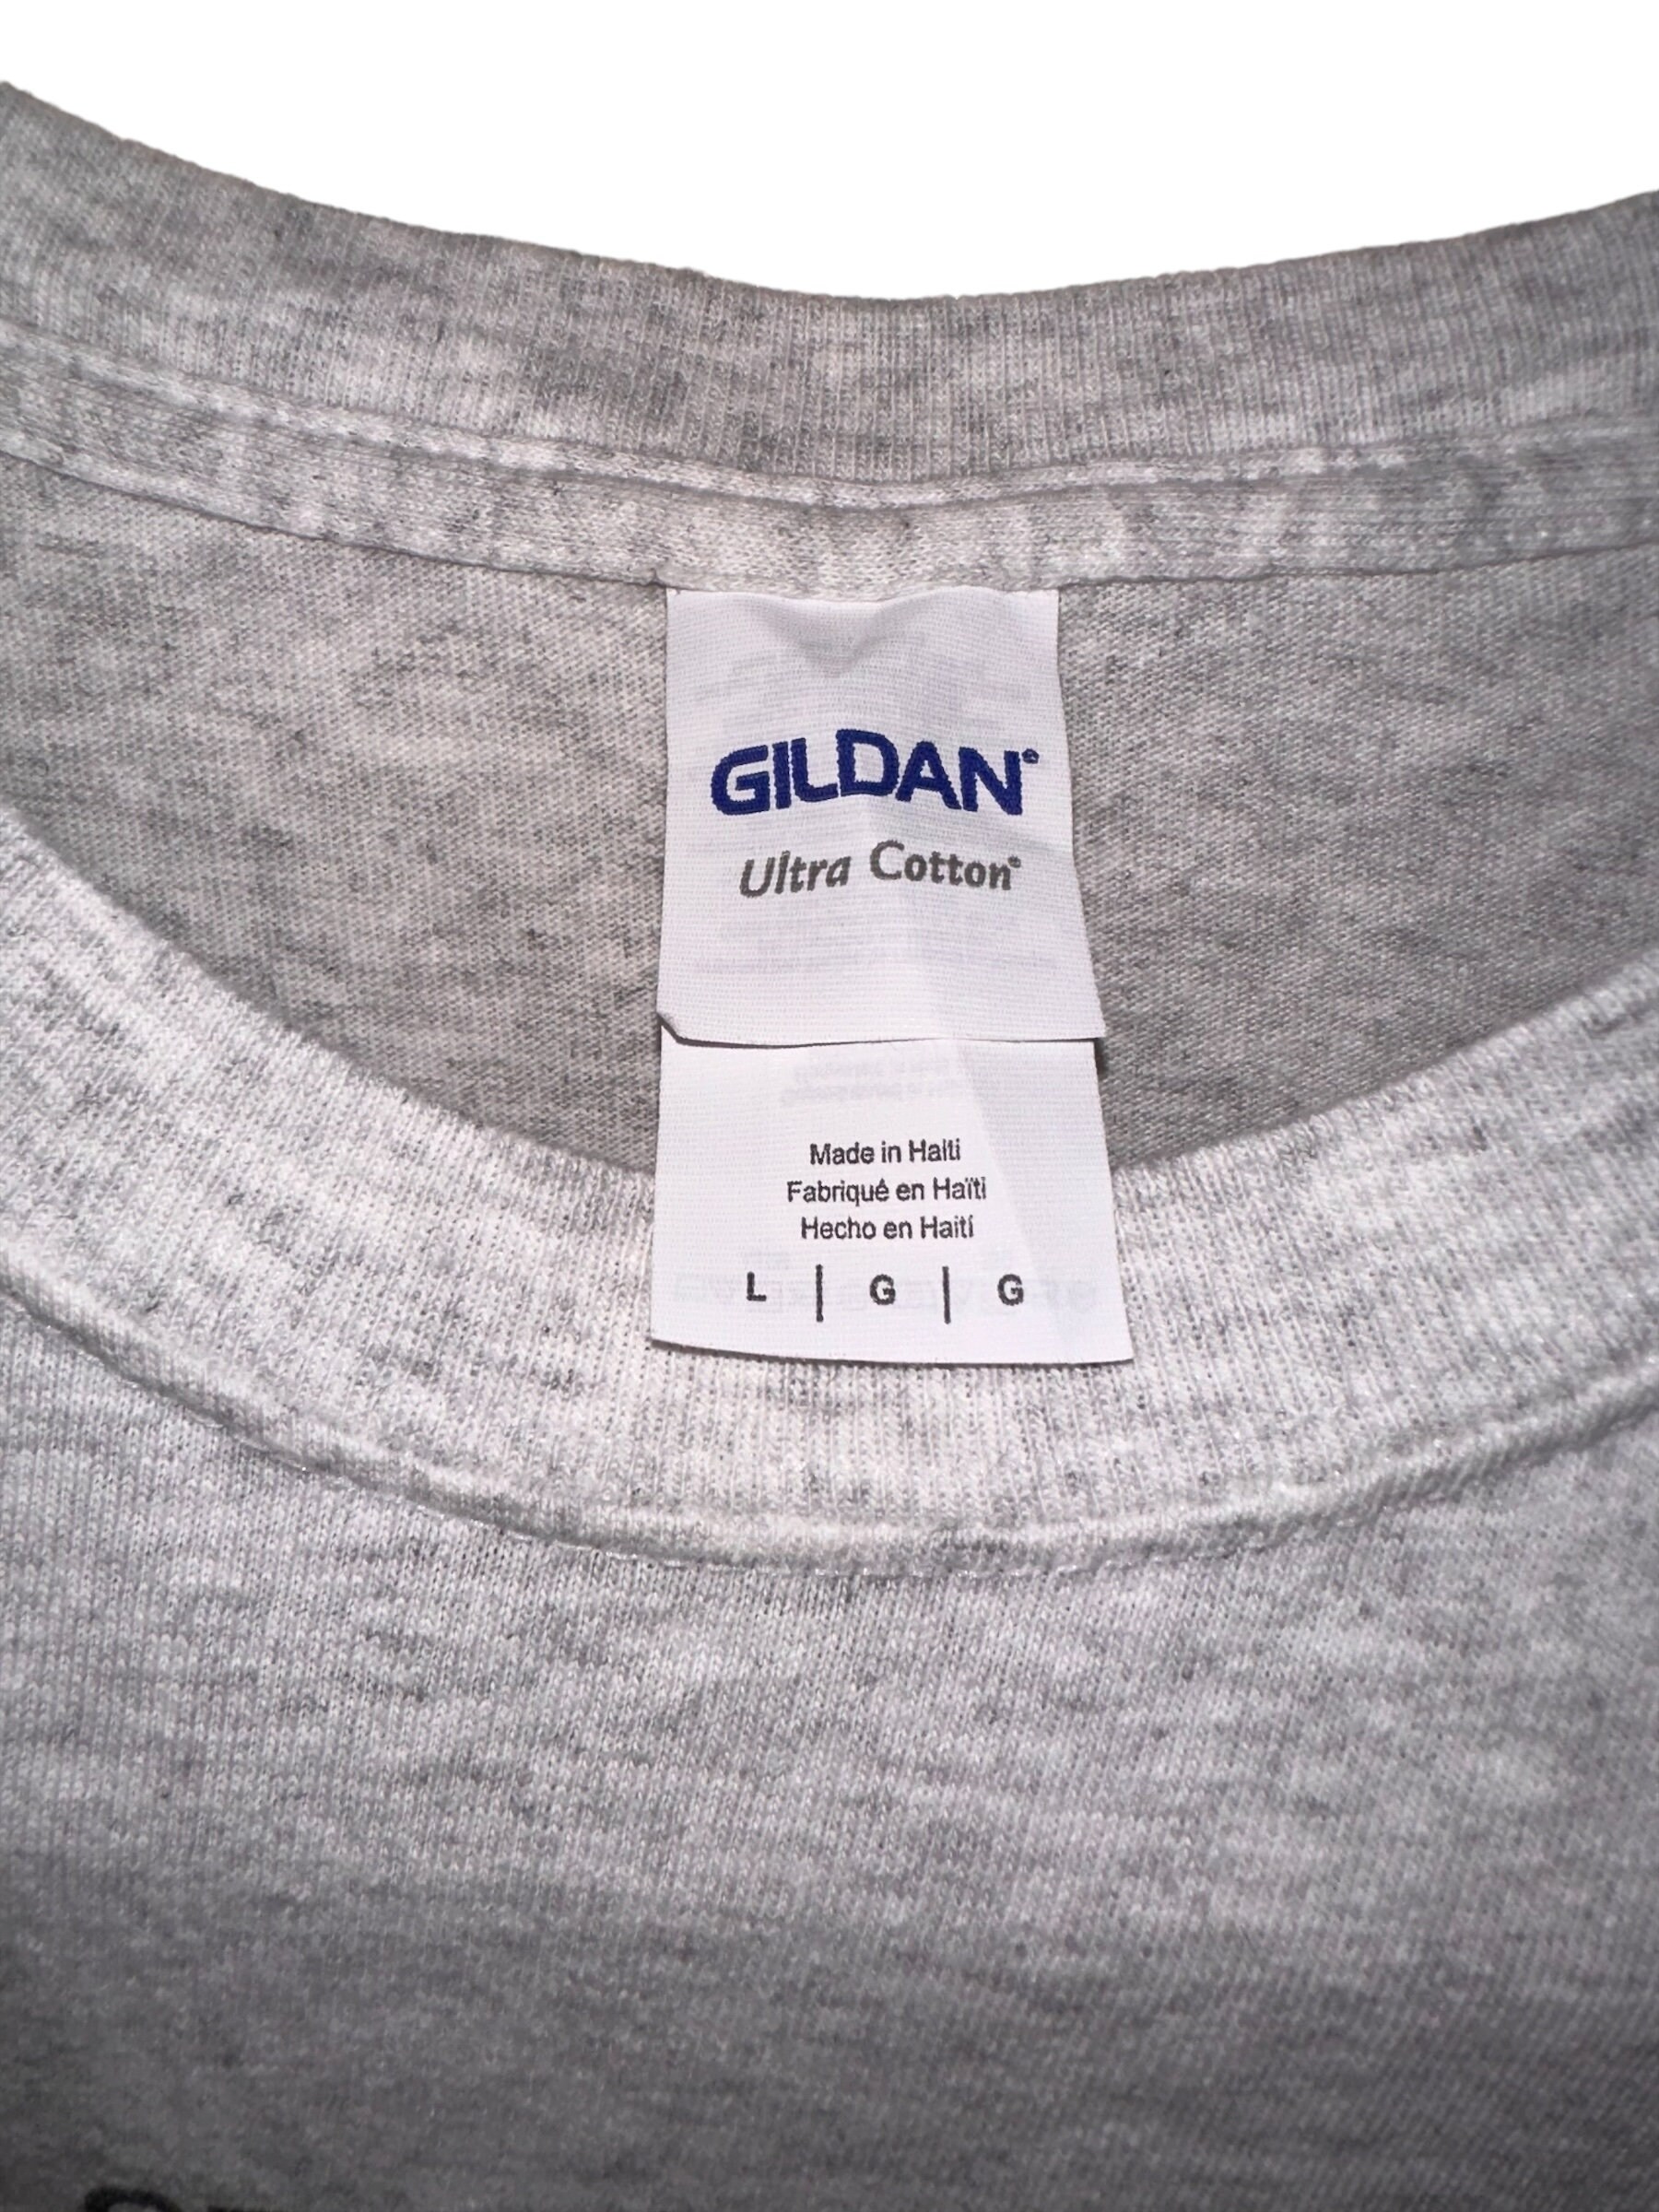 GILDAN®
Ultra Cotton®
Made in Haiti
Fabriqué en Haïti
Hecho en Haití
L | G | G